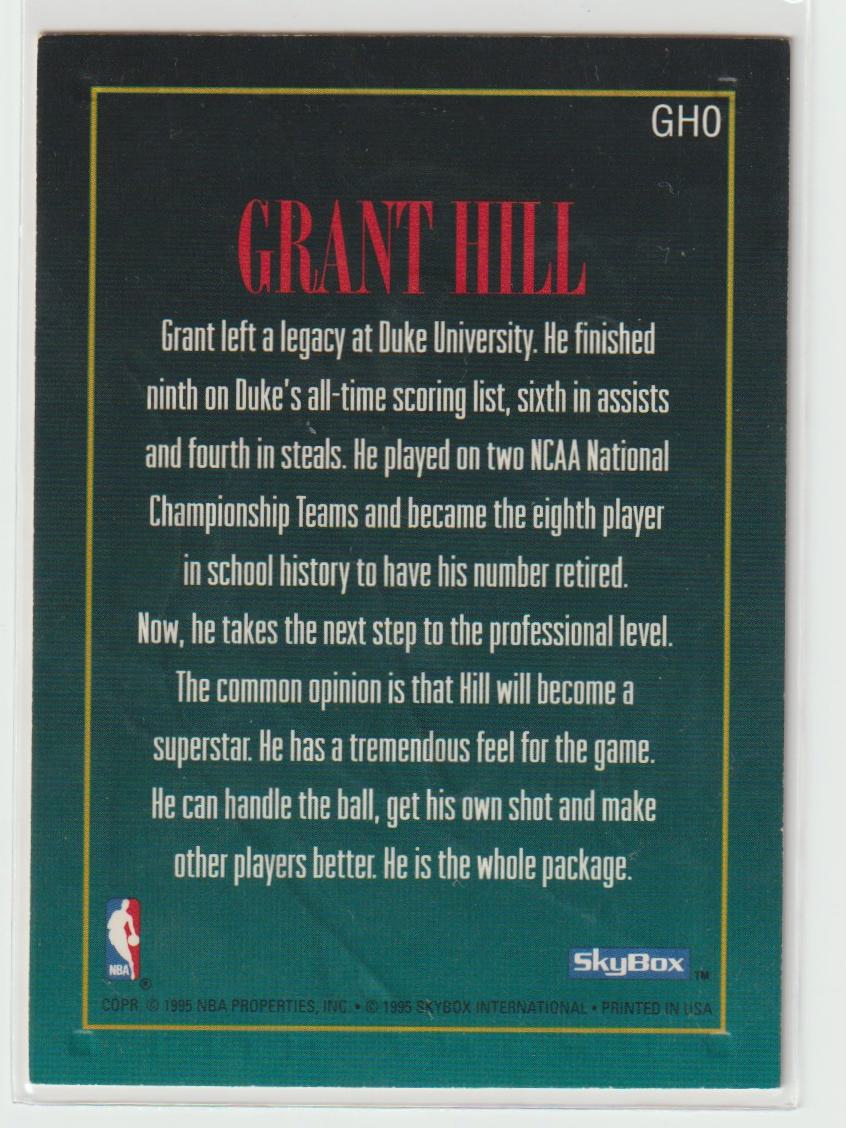 GH0
GRANT HILL
Grant left a legacy at Duke University. He finished
ninth on Duke's all-time scoring list, sixth in assists
and fourth in steals. He played on two NCAA National
Championship Teams and became the eighth player
in school history to have his number retired.
Now, he takes the next step to the professional level.
The common opinion is that Hill will become a
superstar. He has a tremendous feel for the game.
He can handle the ball, get his own shot and make
other players better. He is the whole package.
NBA ®
SkyBox ™
COPR. © 1995 NBA PROPERTIES, INC. • © 1995 SKYBOX INTERNATIONAL • PRINTED IN USA